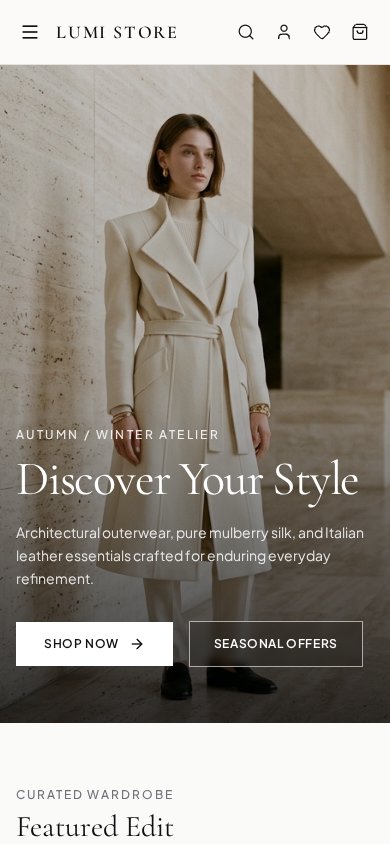 LUMI STORE
AUTUMN / WINTER ATELIER
Discover Your Style
Architectural outerwear, pure mulberry silk, and Italian
leather essentials crafted for enduring everyday
refinement.
SHOP NOW
SEASONAL OFFERS
CURATED WARDROBE
Featured Edit